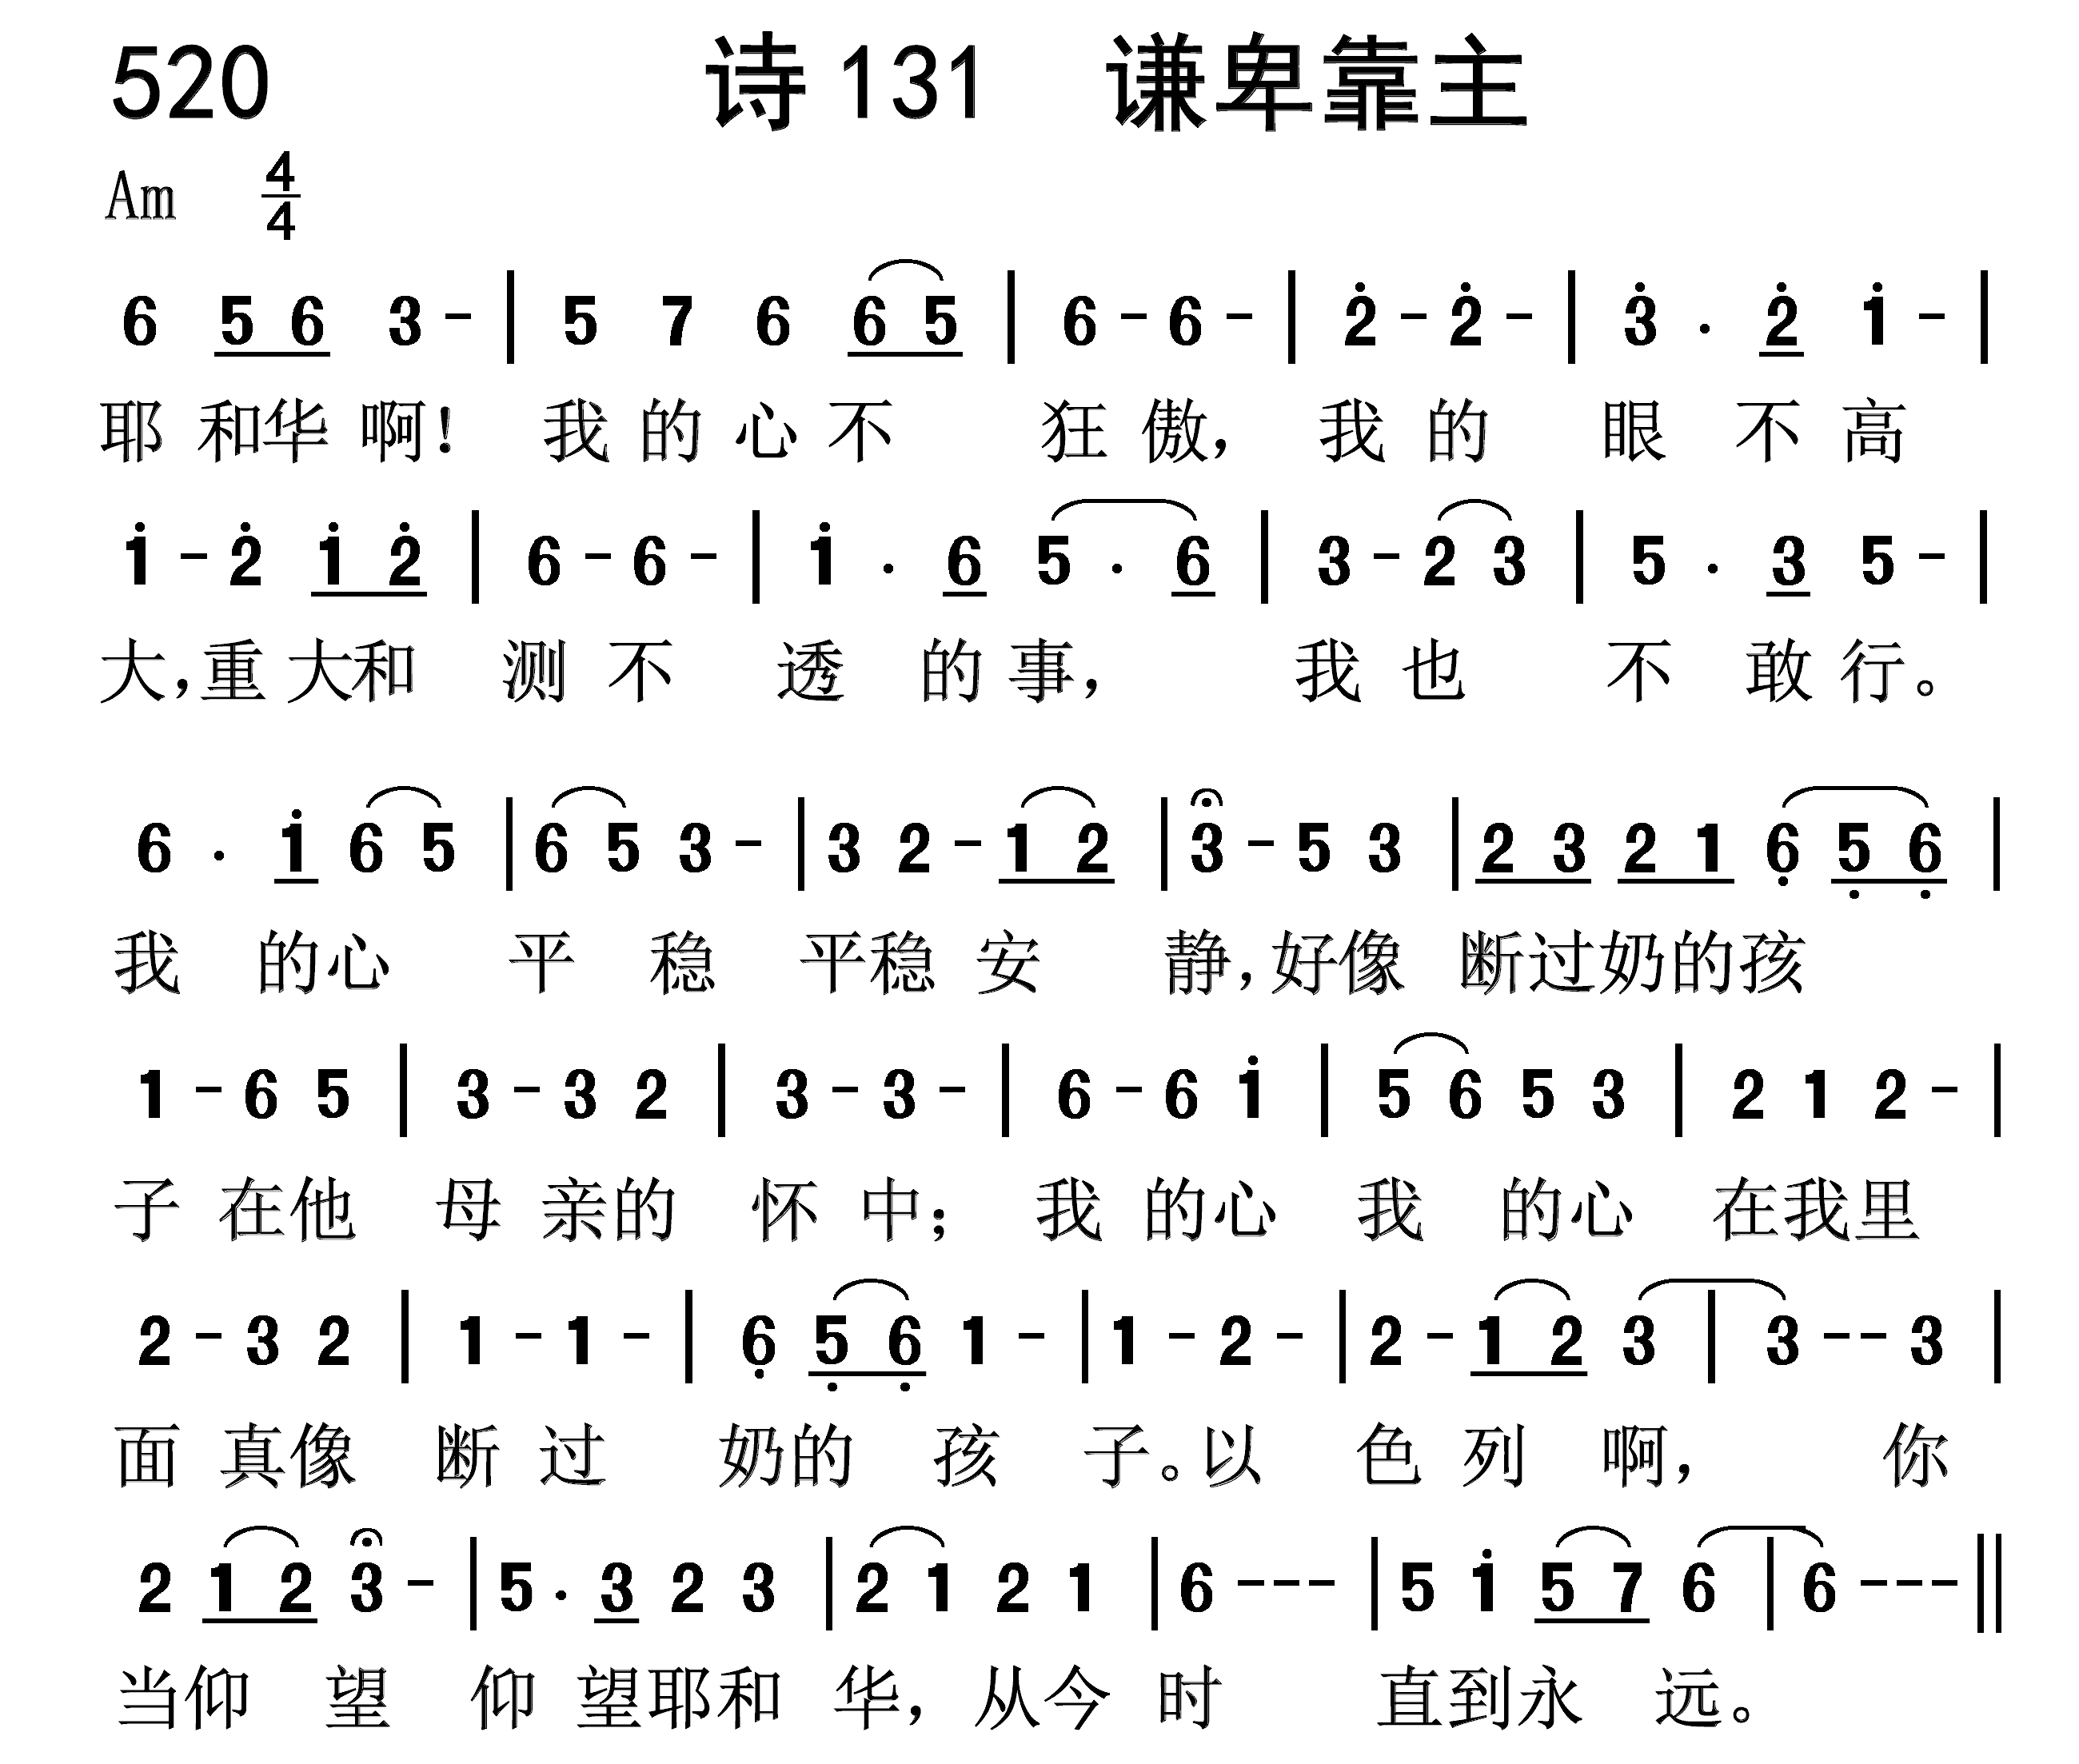 520 诗131 谦卑靠主
Am 4/4
6 5 6 3 - | 5 7 6 6 5 | 6 - 6 - | 2̇ - 2̇ - | 3̇ . 2̇ 1̇ - |
耶 和华 啊! 我 的 心 不 狂 傲, 我 的 眼 不 高
1̇ - 2̇ 1̇ 2̇ | 6 - 6 - | 1̇ . 6 5 . 6 | 3 - 2 3 | 5 . 3 5 - |
大,重 大和 测 不 透 的 事, 我 也 不 敢 行。
6 . 1̇ 6 5 | 6 5 3 - | 3 2 - 1 2 | 3 - 5 3 | 2 3 2 1 6̣ 5̣ 6̣ |
我 的心 平 稳 平稳 安 静,好像 断过奶的孩
1 - 6 5 | 3 - 3 2 | 3 - 3 - | 6 - 6 1̇ | 5 6 5 3 | 2 1 2 - |
子 在他 母 亲的 怀 中; 我 的心 我 的心 在我里
2 - 3 2 | 1 - 1 - | 6̣ 5̣ 6̣ 1 - | 1 - 2 - | 2 - 1 2 3 | 3 - - 3 |
面 真像 断 过 奶的 孩 子。以 色 列 啊, 你
2 1 2 3 - | 5 . 3 2 3 | 2 1 2 1 | 6 - - - | 5 1̇ 5 7 6 | 6 - - - ||
当仰 望 仰 望耶和 华,从今 时 直到永 远。